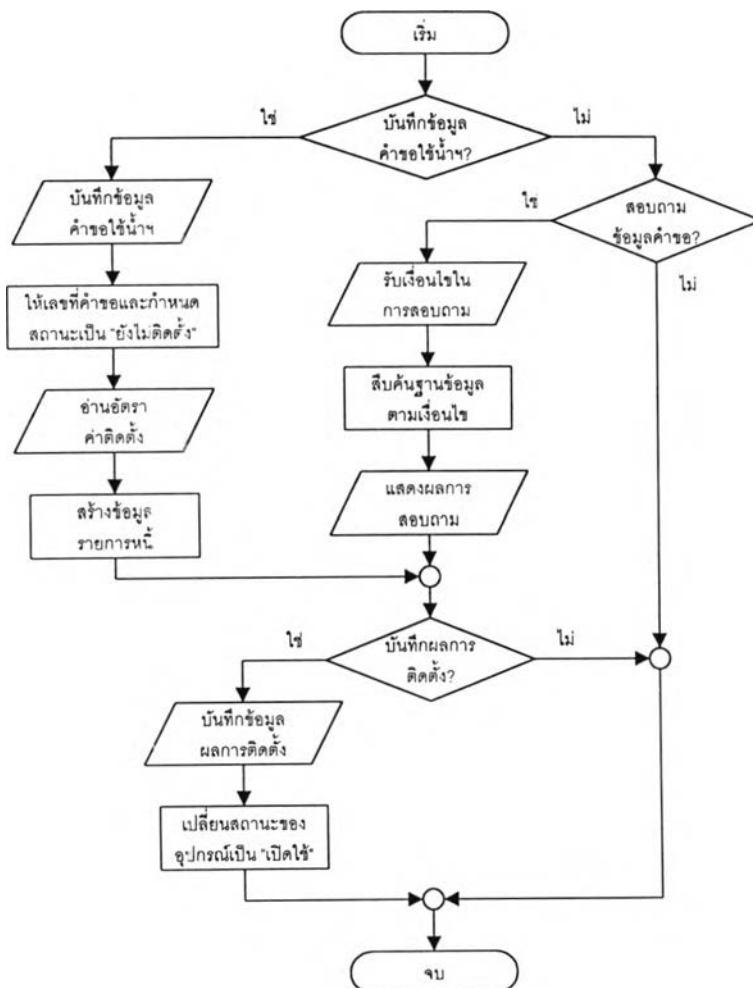 เริ่ม
ใช่
บันทึกข้อมูล
คำขอใช้น้ำฯ?
ไม่
บันทึกข้อมูล
คำขอใช้น้ำฯ
ใช่
สอบถาม
ข้อมูลคำขอ?
ไม่
ให้เลขที่คำขอและกำหนด
สถานะเป็น "ยังไม่ติดตั้ง"
รับเงื่อนไขใน
การสอบถาม
อ่านอัตรา
ค่าติดตั้ง
สืบค้นฐานข้อมูล
ตามเงื่อนไข
สร้างข้อมูล
รายการหนี้
แสดงผลการ
สอบถาม
ใช่
บันทึกผลการ
ติดตั้ง?
ไม่
บันทึกข้อมูล
ผลการติดตั้ง
เปลี่ยนสถานะของ
อุปกรณ์เป็น "เปิดใช้"
จบ